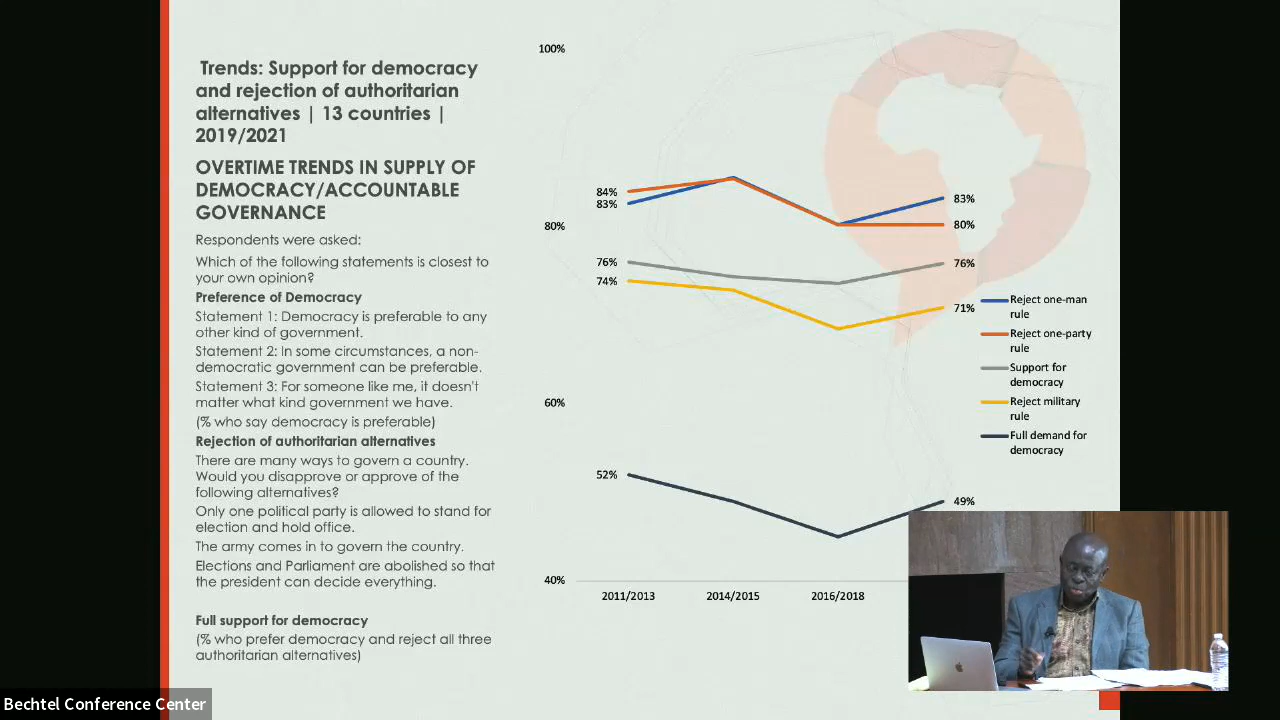 Trends: Support for democracy
and rejection of authoritarian
alternatives | 13 countries |
2019/2021
OVERTIME TRENDS IN SUPPLY OF
DEMOCRACY/ACCOUNTABLE
GOVERNANCE
Respondents were asked:
Which of the following statements is closest to
your own opinion?
Preference of Democracy
Statement 1: Democracy is preferable to any
other kind of government.
Statement 2: In some circumstances, a non-
democratic government can be preferable.
Statement 3: For someone like me, it doesn't
matter what kind government we have.
(% who say democracy is preferable)
Rejection of authoritarian alternatives
There are many ways to govern a country.
Would you disapprove or approve of the
following alternatives?
Only one political party is allowed to stand for
election and hold office.
The army comes in to govern the country.
Elections and Parliament are abolished so that
the president can decide everything.
Full support for democracy
(% who prefer democracy and reject all three
authoritarian alternatives)
100%
80%
60%
40%
84%
83%
76%
74%
52%
83%
80%
76%
71%
49%
2011/2013
2014/2015
2016/2018
Reject one-man
rule
Reject one-party
rule
Support for
democracy
Reject military
rule
Full demand for
democracy
Bechtel Conference Center